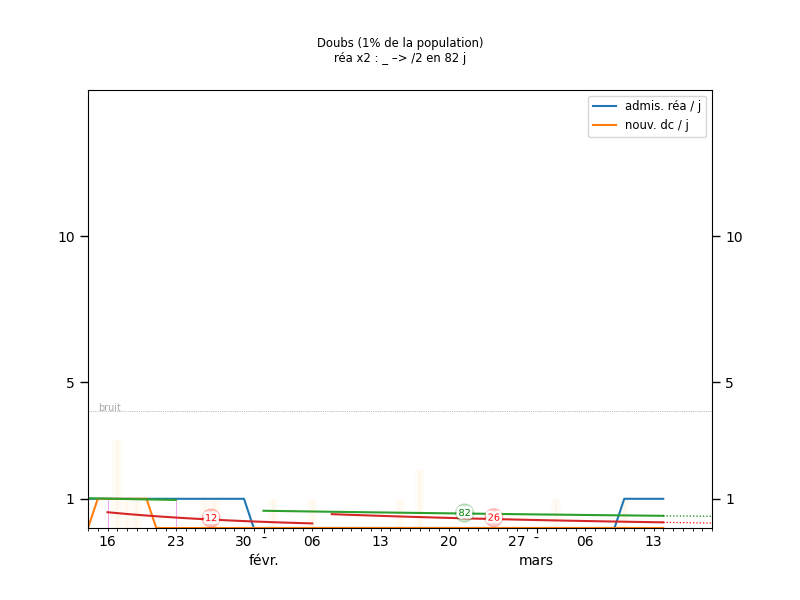 Doubs (1% de la population)
réa x2 : _ –> /2 en 82 j
admis. réa / j
nouv. dc / j
10 10
5 5
bruit
1 1
12 82 26
16 23 30 - 06 13 20 27 - 06 13
févr. mars